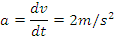 a = dv/dt = 2m/s²